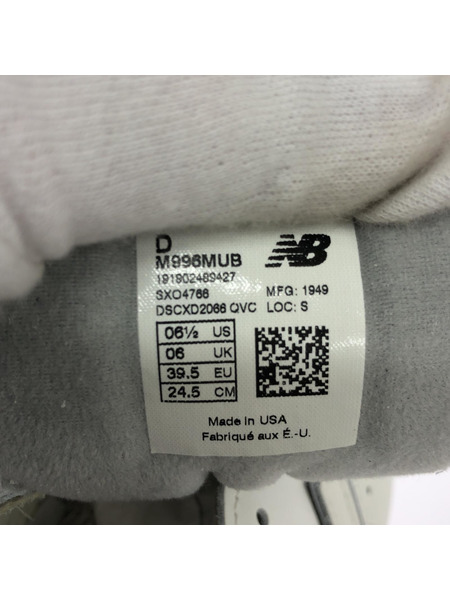 D
M996MUB
NB
191902489427
SXO4766
MFG: 1949
DSCXD2066 QVC
LOC: S
06½ US
06 UK
39.5 EU
24.5 CM
Made in USA
Fabriqué aux É.-U.